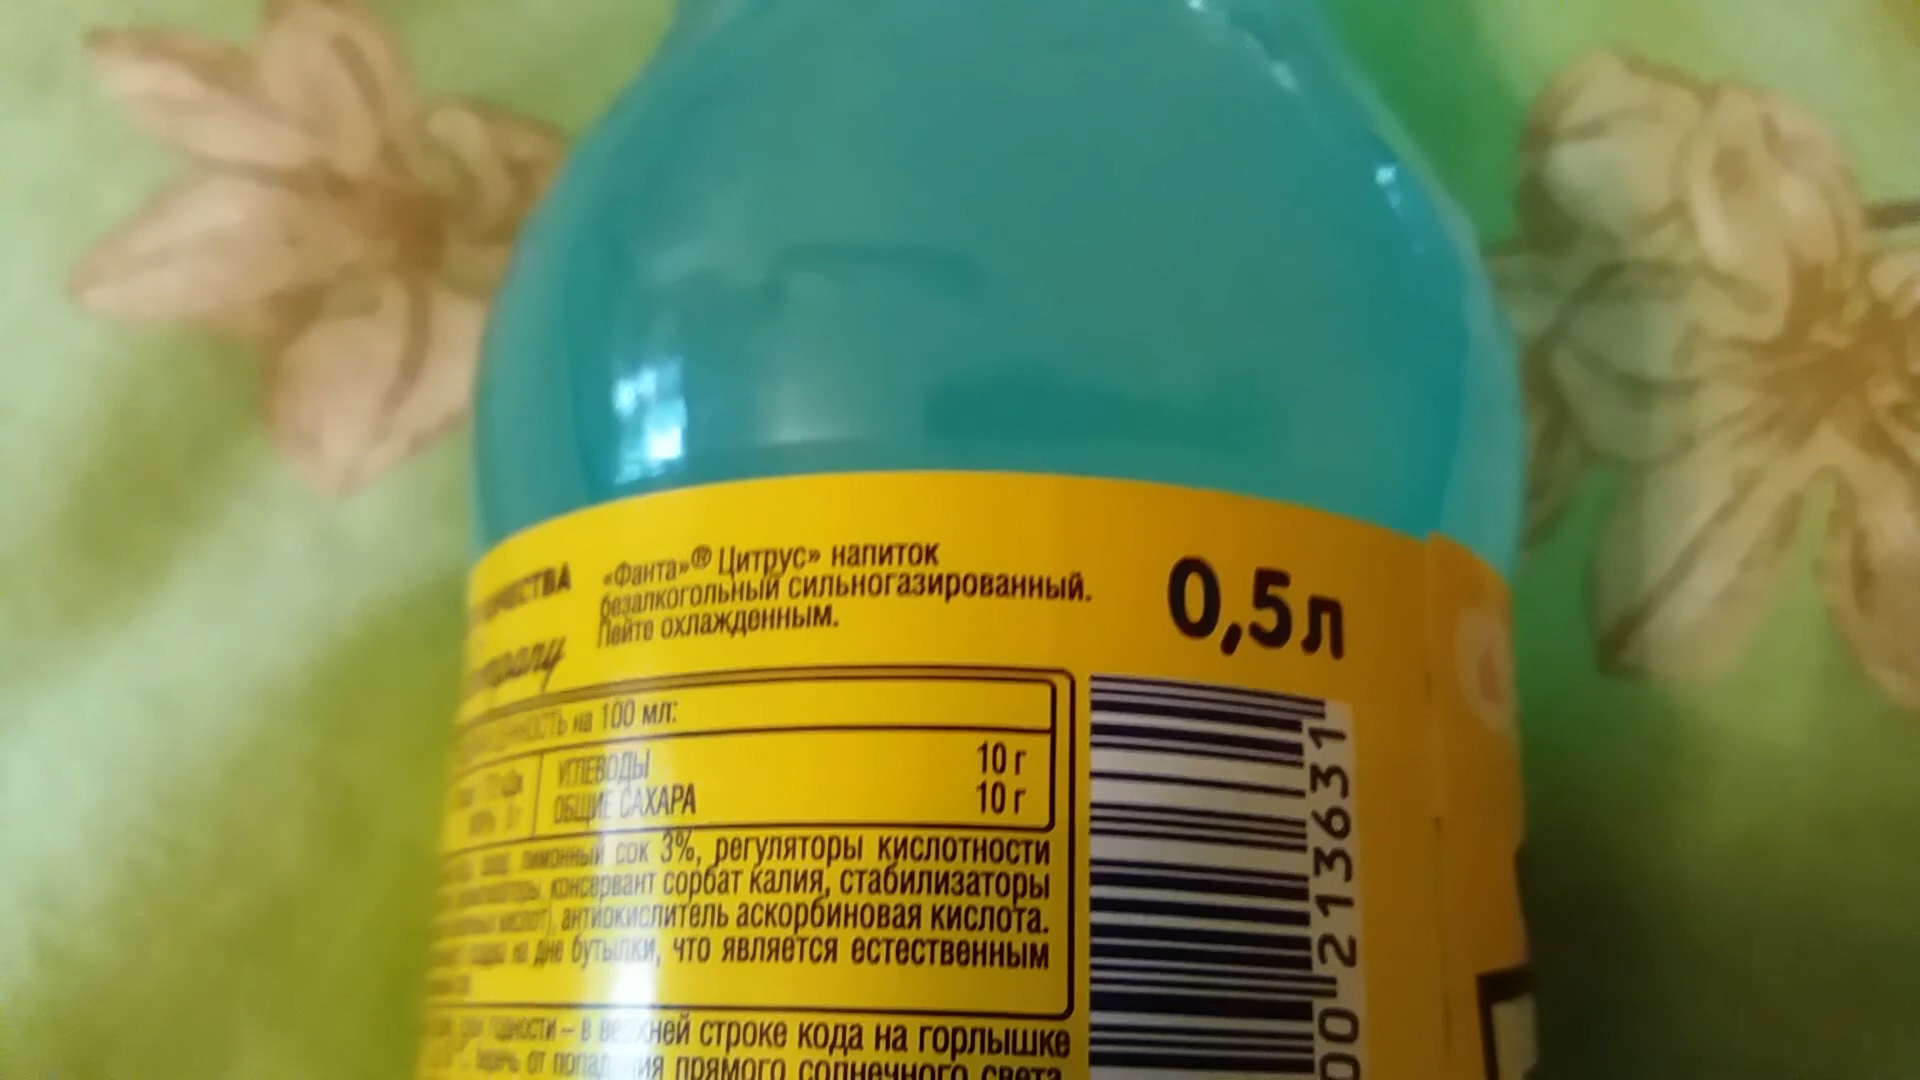 «Фанта»® Цитрус» напиток
безалкогольный сильногазированный.
Пейте охлажденным.
0,5л
на 100 мл:
УГЛЕВОДЫ 10 г
ОБЩИЕ САХАРА 10 г
лимонный сок 3%, регуляторы кислотности
консервант сорбат калия, стабилизаторы
антиокислитель аскорбиновая кислота.
на дне бутылки, что является естественным
годности – в верхней строке кода на горлышке
от попадания прямого солнечного света
00 213631